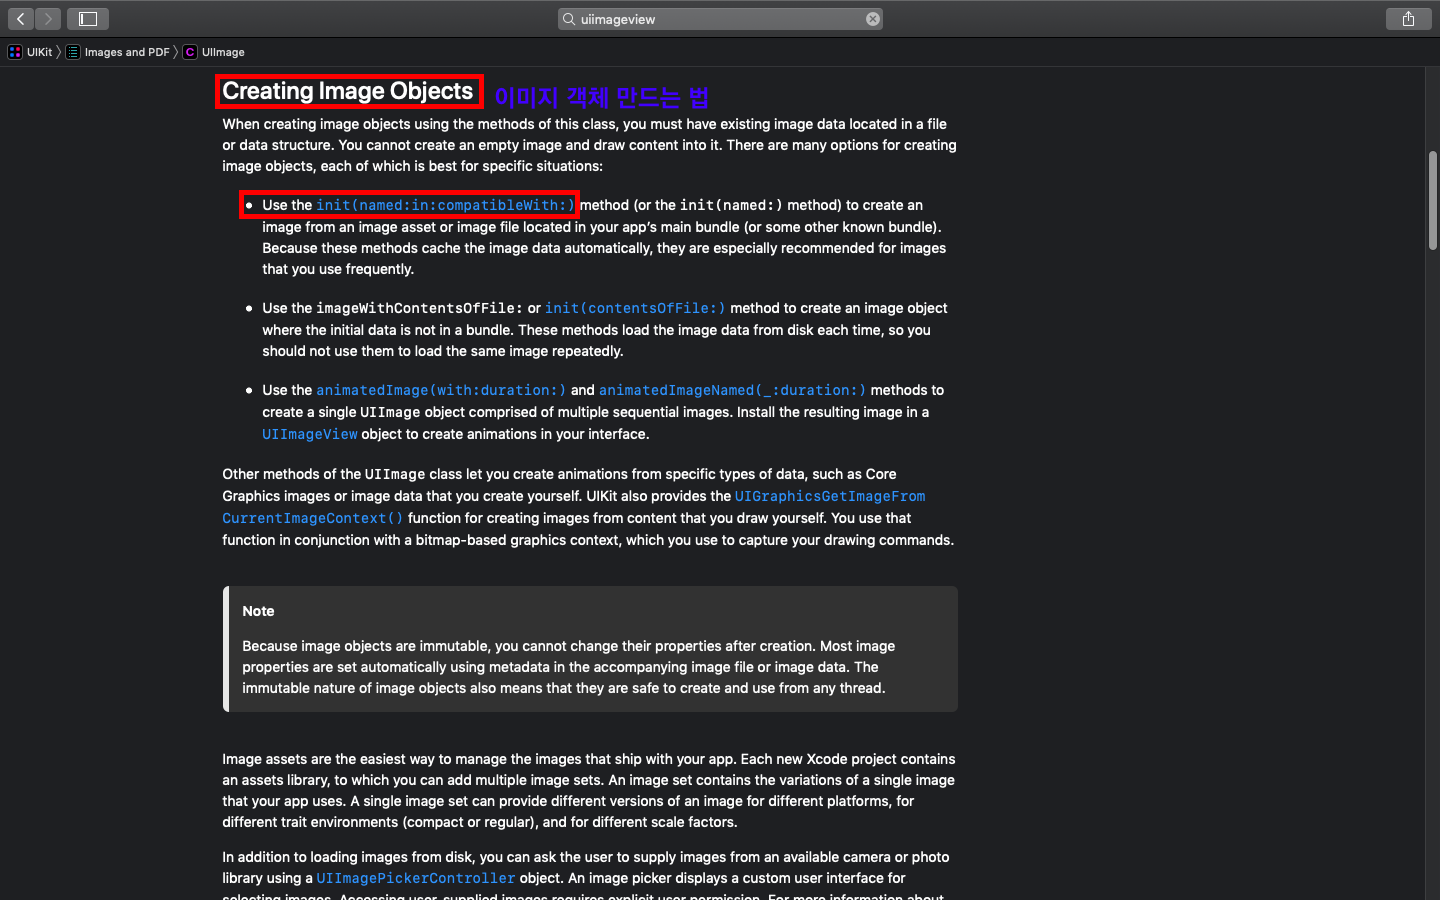 uiimageview
UIKit 〉 Images and PDF 〉 C UIImage
Creating Image Objects 이미지 객체 만드는 법
When creating image objects using the methods of this class, you must have existing image data located in a file
or data structure. You cannot create an empty image and draw content into it. There are many options for creating
image objects, each of which is best for specific situations:
• Use the init(named:in:compatibleWith:) method (or the init(named:) method) to create an
image from an image asset or image file located in your app's main bundle (or some other known bundle).
Because these methods cache the image data automatically, they are especially recommended for images
that you use frequently.
• Use the imageWithContentsOfFile: or init(contentsOfFile:) method to create an image object
where the initial data is not in a bundle. These methods load the image data from disk each time, so you
should not use them to load the same image repeatedly.
• Use the animatedImage(with:duration:) and animatedImageNamed(_:duration:) methods to
create a single UIImage object comprised of multiple sequential images. Install the resulting image in a
UIImageView object to create animations in your interface.
Other methods of the UIImage class let you create animations from specific types of data, such as Core
Graphics images or image data that you create yourself. UIKit also provides the UIGraphicsGetImageFrom
CurrentImageContext() function for creating images from content that you draw yourself. You use that
function in conjunction with a bitmap-based graphics context, which you use to capture your drawing commands.
Note
Because image objects are immutable, you cannot change their properties after creation. Most image
properties are set automatically using metadata in the accompanying image file or image data. The
immutable nature of image objects also means that they are safe to create and use from any thread.
Image assets are the easiest way to manage the images that ship with your app. Each new Xcode project contains
an assets library, to which you can add multiple image sets. An image set contains the variations of a single image
that your app uses. A single image set can provide different versions of an image for different platforms, for
different trait environments (compact or regular), and for different scale factors.
In addition to loading images from disk, you can ask the user to supply images from an available camera or photo
library using a UIImagePickerController object. An image picker displays a custom user interface for
selecting images. Accessing user-supplied images requires explicit user permission. For more information about